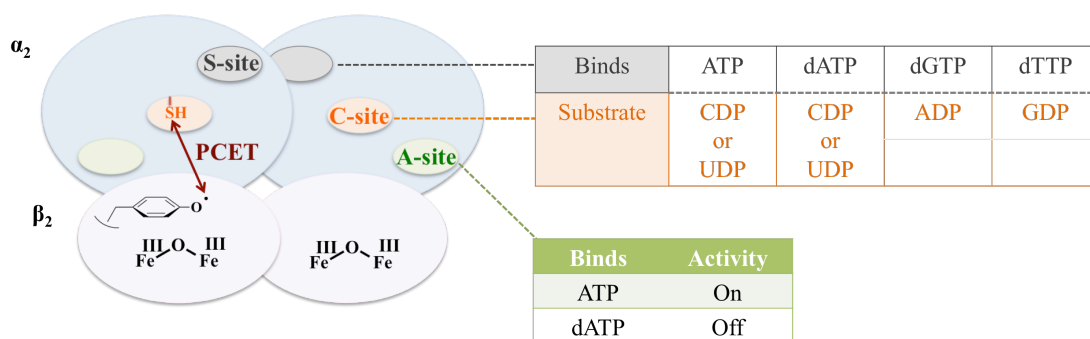 α2
S-site
SH
C-site
PCET
A-site
β2
O•
III III
O
Fe Fe
III III
O
Fe Fe
Binds ATP dATP dGTP dTTP
Substrate CDP CDP ADP GDP
or or
UDP UDP
Binds Activity
ATP On
dATP Off